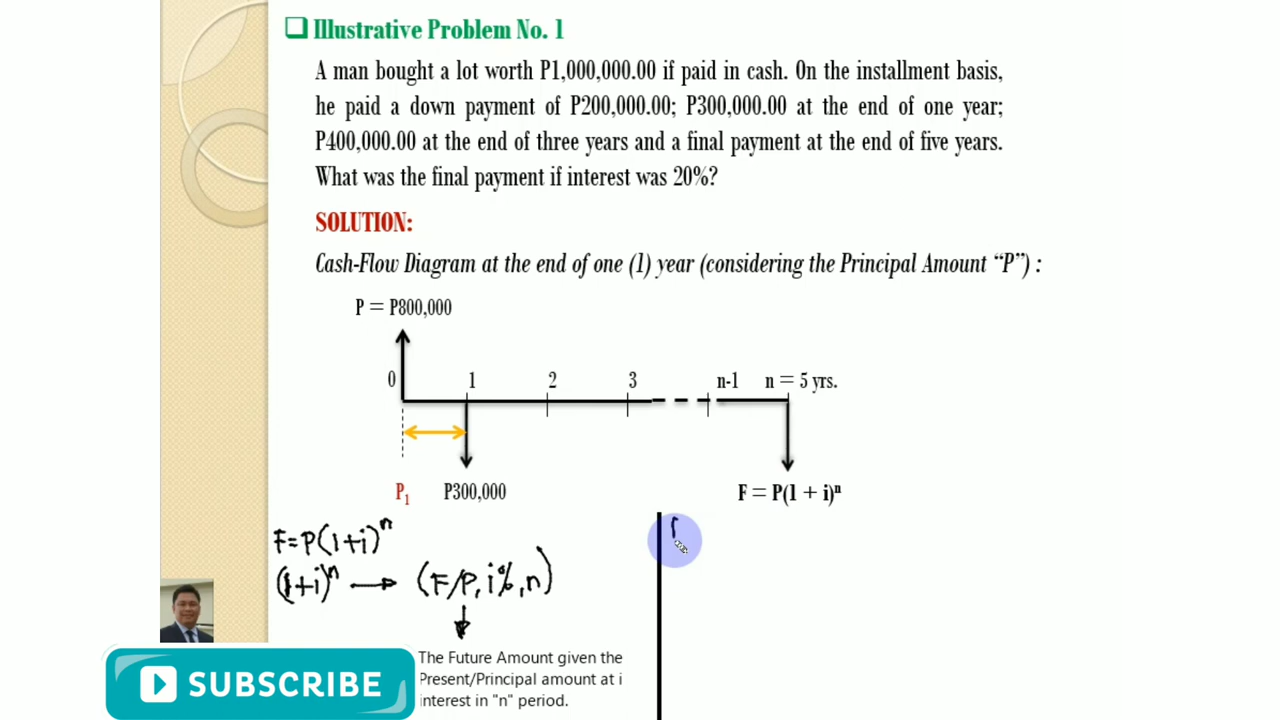 Illustrative Problem No. 1
A man bought a lot worth P1,000,000.00 if paid in cash. On the installment basis,
he paid a down payment of P200,000.00; P300,000.00 at the end of one year;
P400,000.00 at the end of three years and a final payment at the end of five years.
What was the final payment if interest was 20%?
SOLUTION:
Cash-Flow Diagram at the end of one (1) year (considering the Principal Amount “P”) :
P = P800,000
0 1 2 3 n-1 n = 5 yrs.
P₁ P300,000 F = P(1 + i)ⁿ
F=P(1+i)ⁿ
(1+i)ⁿ → (F/P, i%, n)
The Future Amount given the
Present/Principal amount at i
interest in "n" period.
SUBSCRIBE